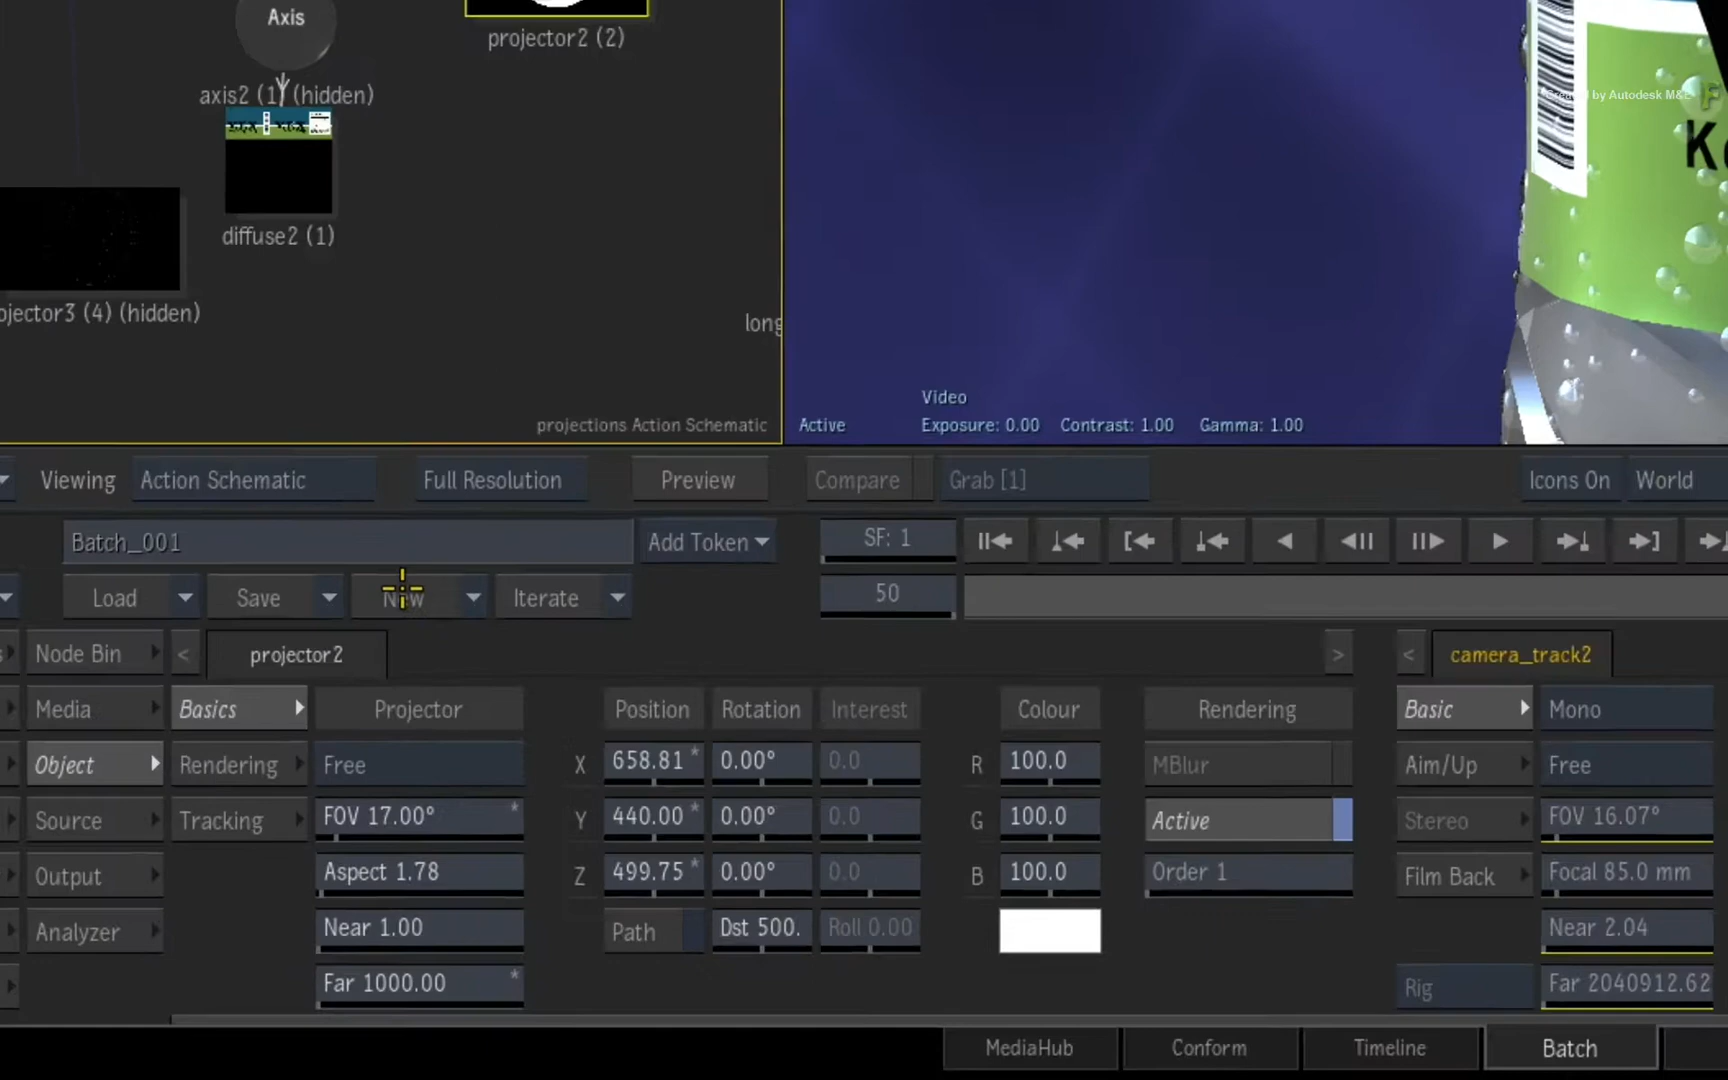 Axis
projector2 (2)
axis2 (1) (hidden)
diffuse2 (1)
ojector3 (4) (hidden)
long
projections Action Schematic
by Autodesk M&E
F
K
Video
Active
Exposure: 0.00
Contrast: 1.00
Gamma: 1.00
Viewing
Action Schematic
Full Resolution
Preview
Compare
Grab [1]
Icons On
World
Batch_001
Add Token
SF: 1
Load
Save
New
Iterate
50
Node Bin
<
projector2
>
<
camera_track2
Media
Basics
Projector
Position
Rotation
Interest
Colour
Rendering
Basic
Mono
Object
Rendering
Free
X
658.81 *
0.00°
0.0
R
100.0
MBlur
Aim/Up
Free
Source
Tracking
FOV 17.00° *
Y
440.00 *
0.00°
0.0
G
100.0
Active
Stereo
FOV 16.07°
Output
Aspect 1.78
Z
499.75 *
0.00°
0.0
B
100.0
Order 1
Film Back
Focal 85.0 mm
Analyzer
Near 1.00
Path
Dst 500.
Roll 0.00
Near 2.04
Far 1000.00 *
Rig
Far 2040912.62
MediaHub
Conform
Timeline
Batch